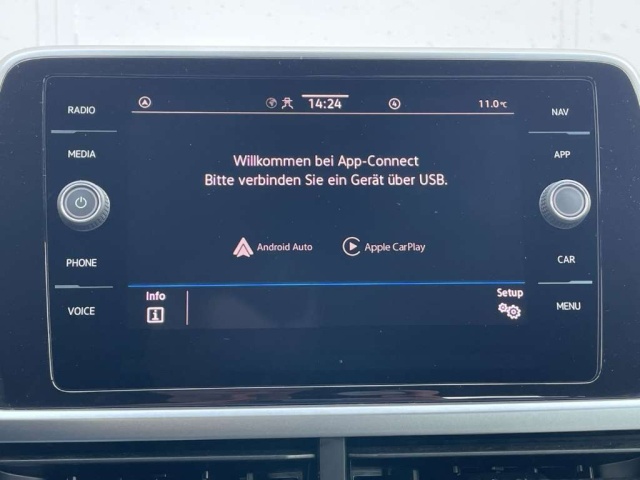 RADIO
MEDIA
PHONE
VOICE
14:24
11.0°C
Willkommen bei App-Connect
Bitte verbinden Sie ein Gerät über USB.
Android Auto
Apple CarPlay
Info
Setup
NAV
APP
CAR
MENU